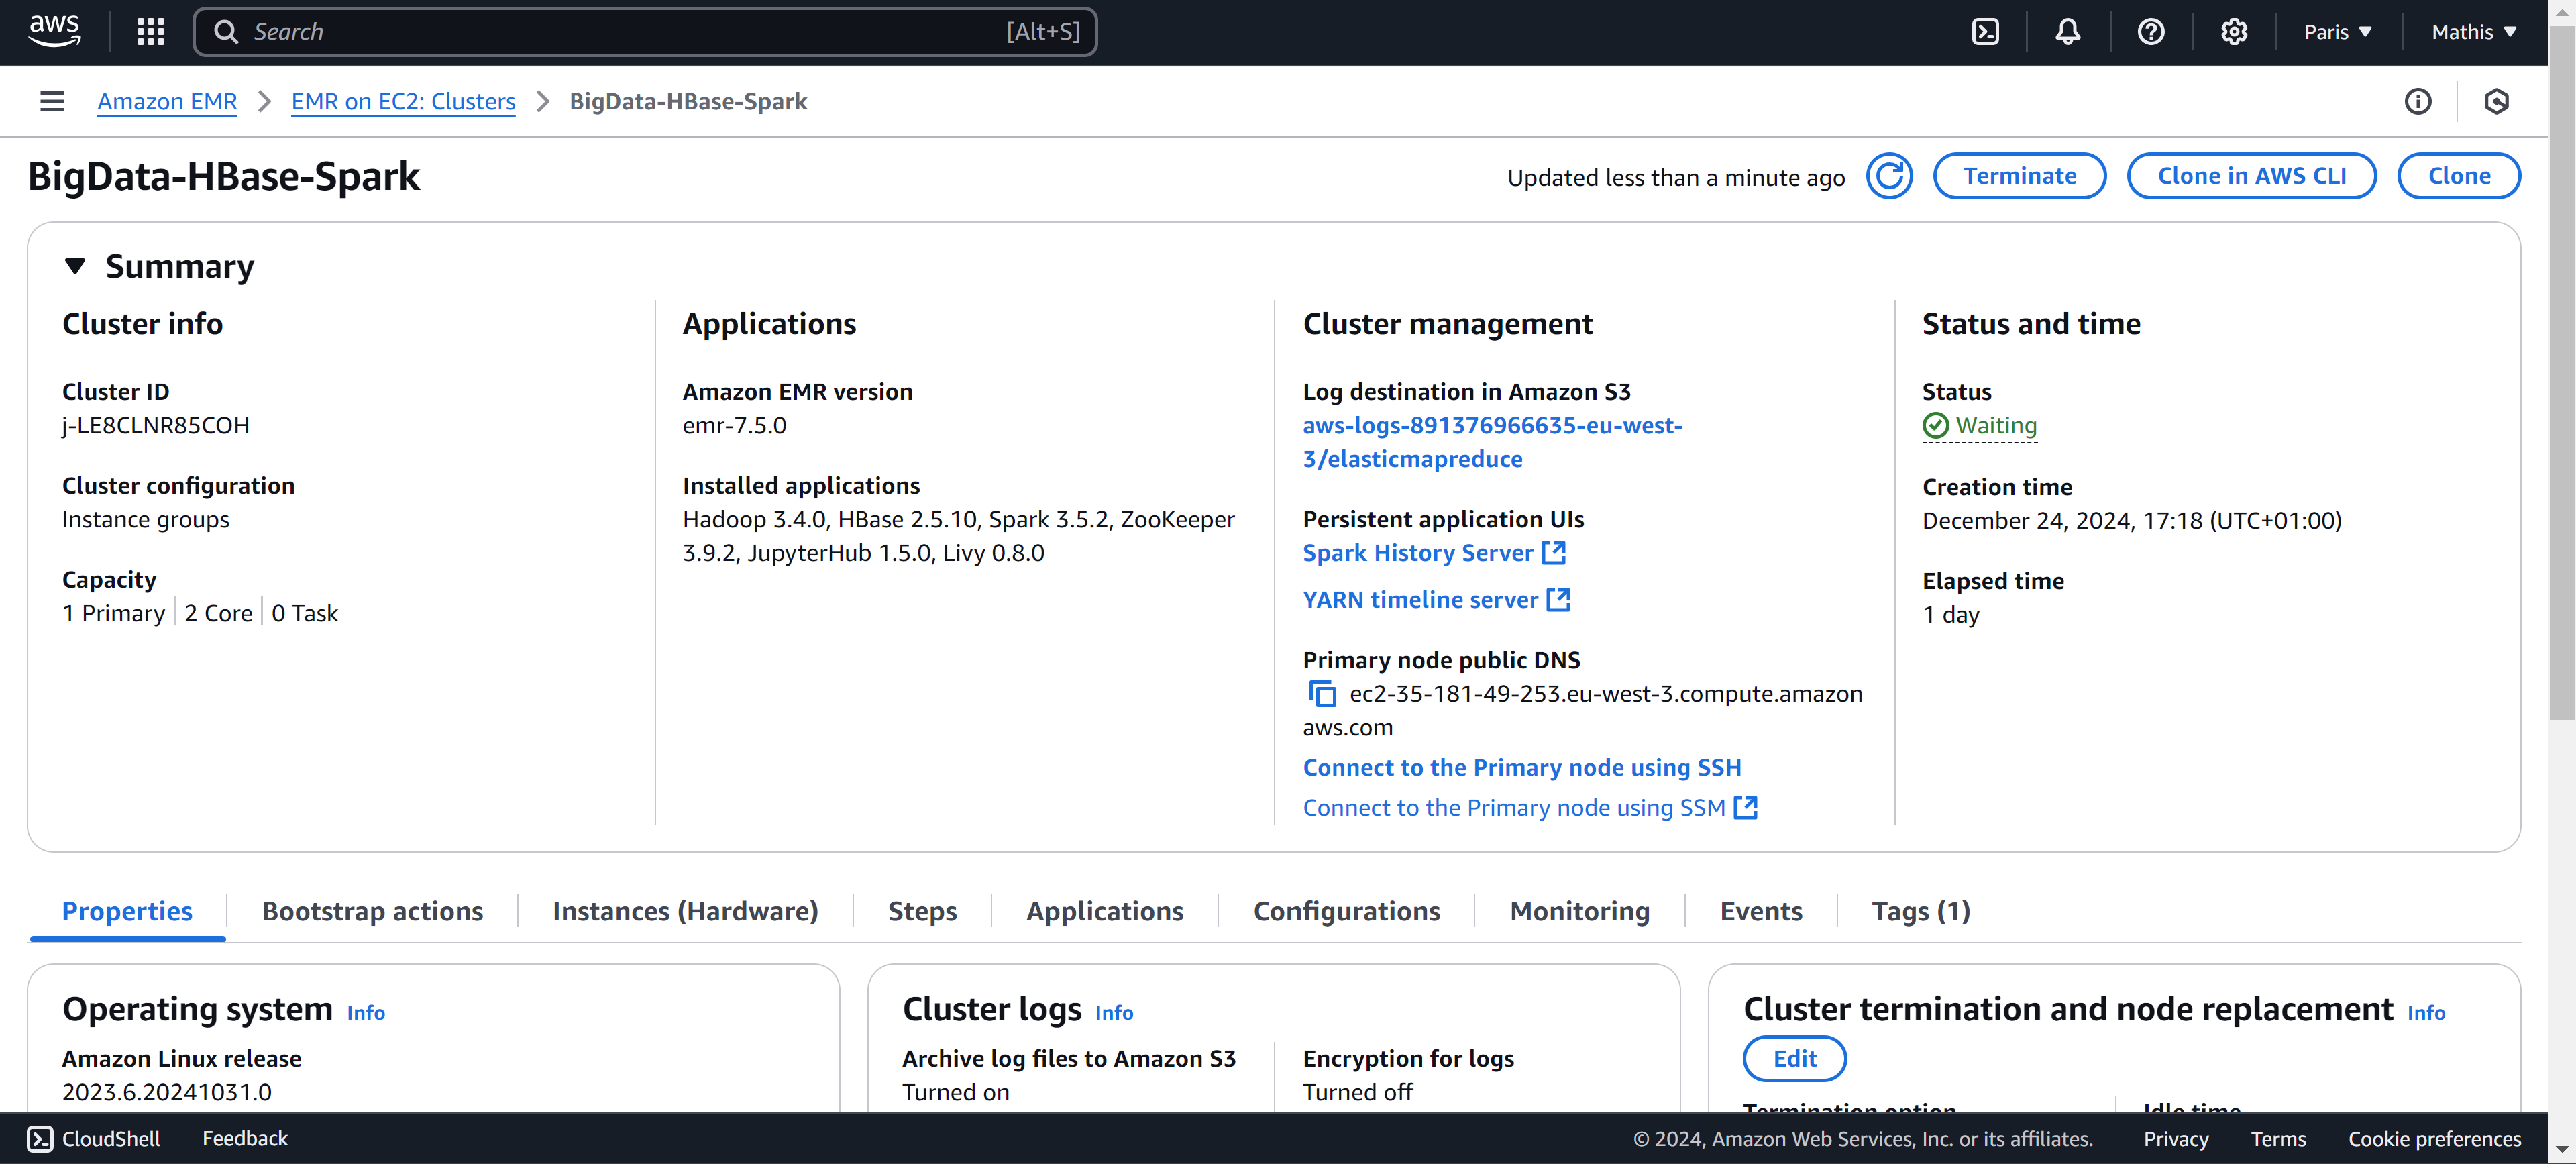 aws
Search [Alt+S]
Paris
Mathis
Amazon EMR
EMR on EC2: Clusters
BigData-HBase-Spark
BigData-HBase-Spark
Updated less than a minute ago
Terminate
Clone in AWS CLI
Clone
Summary
Cluster info
Cluster ID
j-LE8CLNR85COH
Cluster configuration
Instance groups
Capacity
1 Primary | 2 Core | 0 Task
Applications
Amazon EMR version
emr-7.5.0
Installed applications
Hadoop 3.4.0, HBase 2.5.10, Spark 3.5.2, ZooKeeper
3.9.2, JupyterHub 1.5.0, Livy 0.8.0
Cluster management
Log destination in Amazon S3
aws-logs-891376966635-eu-west-
3/elasticmapreduce
Persistent application UIs
Spark History Server
YARN timeline server
Primary node public DNS
ec2-35-181-49-253.eu-west-3.compute.amazon
aws.com
Connect to the Primary node using SSH
Connect to the Primary node using SSM
Status and time
Status
Waiting
Creation time
December 24, 2024, 17:18 (UTC+01:00)
Elapsed time
1 day
Properties
Bootstrap actions
Instances (Hardware)
Steps
Applications
Configurations
Monitoring
Events
Tags (1)
Operating system Info
Amazon Linux release
2023.6.20241031.0
Cluster logs Info
Archive log files to Amazon S3
Turned on
Encryption for logs
Turned off
Cluster termination and node replacement Info
Edit
Termination option
Idle time
CloudShell
Feedback
© 2024, Amazon Web Services, Inc. or its affiliates.
Privacy
Terms
Cookie preferences